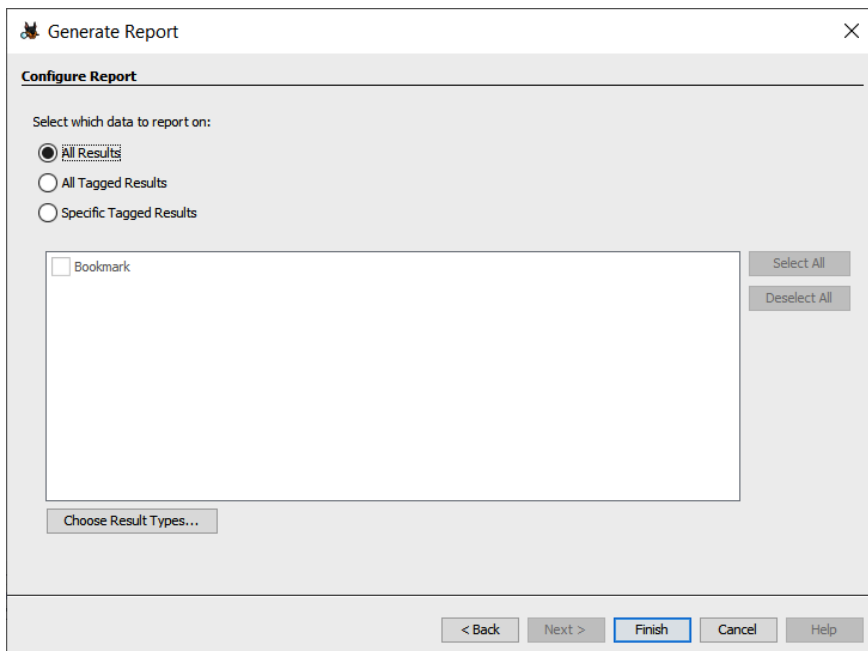 Generate Report
Configure Report
Select which data to report on:
All Results
All Tagged Results
Specific Tagged Results
Bookmark
Select All
Deselect All
Choose Result Types...
< Back Next > Finish Cancel Help